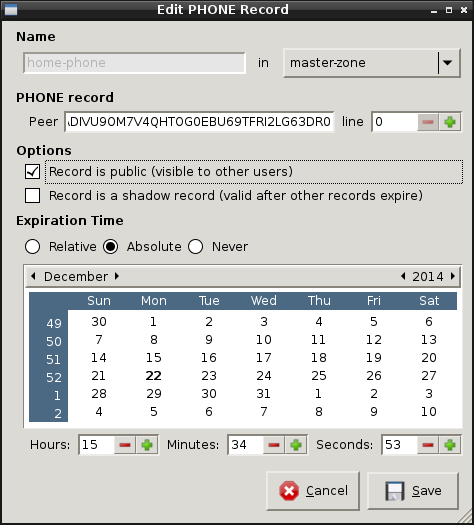 Edit PHONE Record
Name
home-phone in master-zone
PHONE record
Peer \DIVU9OM7V4QHTOG0EBU69TFRI2LG63DR0 line 0
Options
Record is public (visible to other users)
Record is a shadow record (valid after other records expire)
Expiration Time
Relative Absolute Never
December 2014
Sun Mon Tue Wed Thu Fri Sat
49 30 1 2 3 4 5 6
50 7 8 9 10 11 12 13
51 14 15 16 17 18 19 20
52 21 22 23 24 25 26 27
1 28 29 30 31 1 2 3
2 4 5 6 7 8 9 10
Hours: 15 Minutes: 34 Seconds: 53
Cancel Save